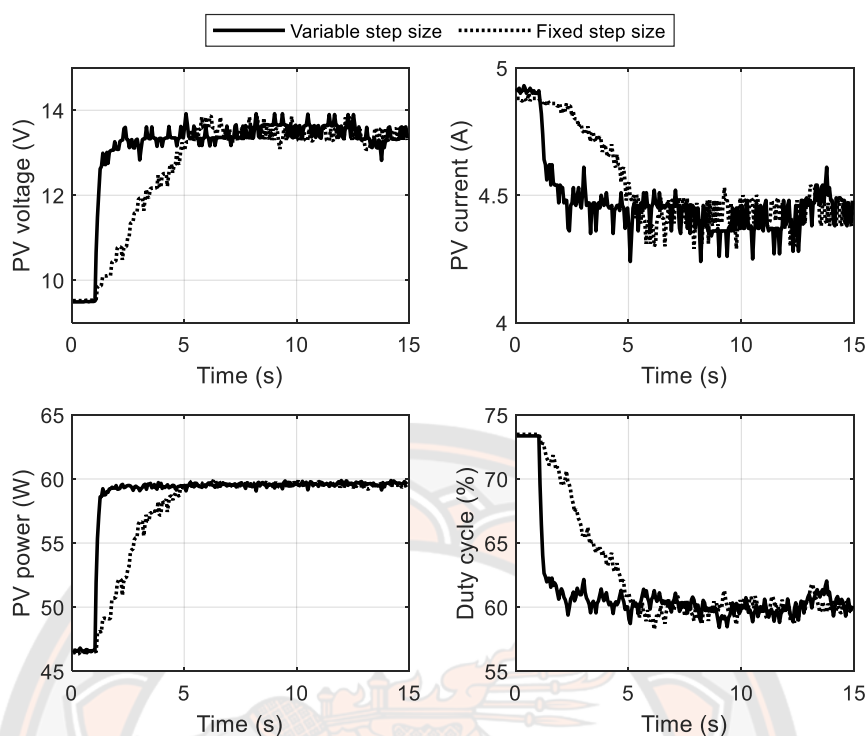 Variable step size Fixed step size
PV voltage (V)
14
12
10
0 5 10 15
Time (s)
PV current (A)
5
4.5
4
0 5 10 15
Time (s)
PV power (W)
65
60
55
50
45
0 5 10 15
Time (s)
Duty cycle (%)
75
70
65
60
55
0 5 10 15
Time (s)